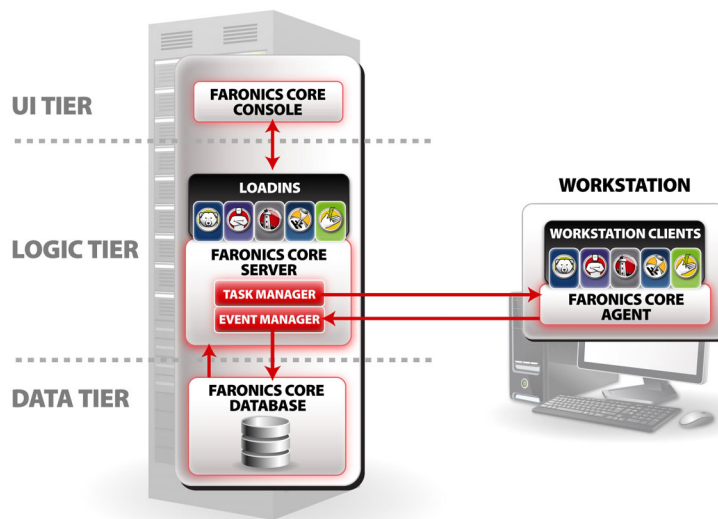 UI TIER
FARONICS CORE
CONSOLE
LOGIC TIER
LOADINS
FARONICS CORE
SERVER
TASK MANAGER
EVENT MANAGER
DATA TIER
FARONICS CORE
DATABASE
WORKSTATION
WORKSTATION CLIENTS
FARONICS CORE
AGENT